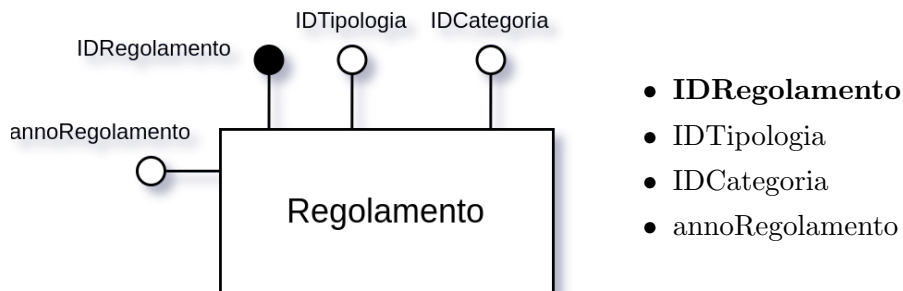 IDTipologia
IDCategoria
IDRegolamento
annoRegolamento
Regolamento
• IDRegolamento
• IDTipologia
• IDCategoria
• annoRegolamento